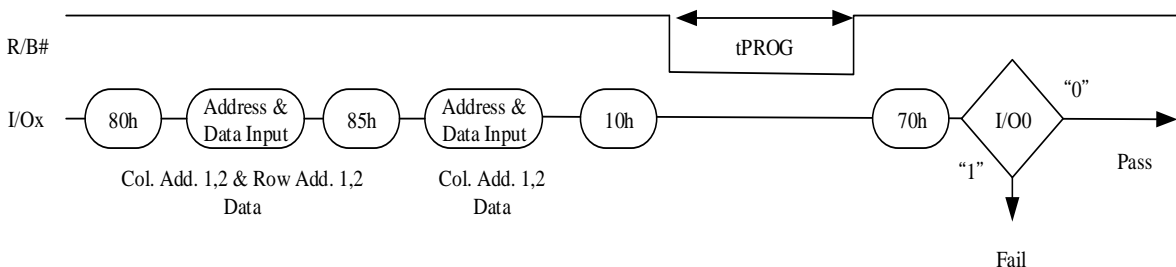 R/B#
tPROG
I/Ox
80h
Address &
Data Input
85h
Address &
Data Input
10h
70h
I/O0
“0”
“1”
Pass
Col. Add. 1,2 & Row Add. 1,2
Data
Col. Add. 1,2
Data
Fail